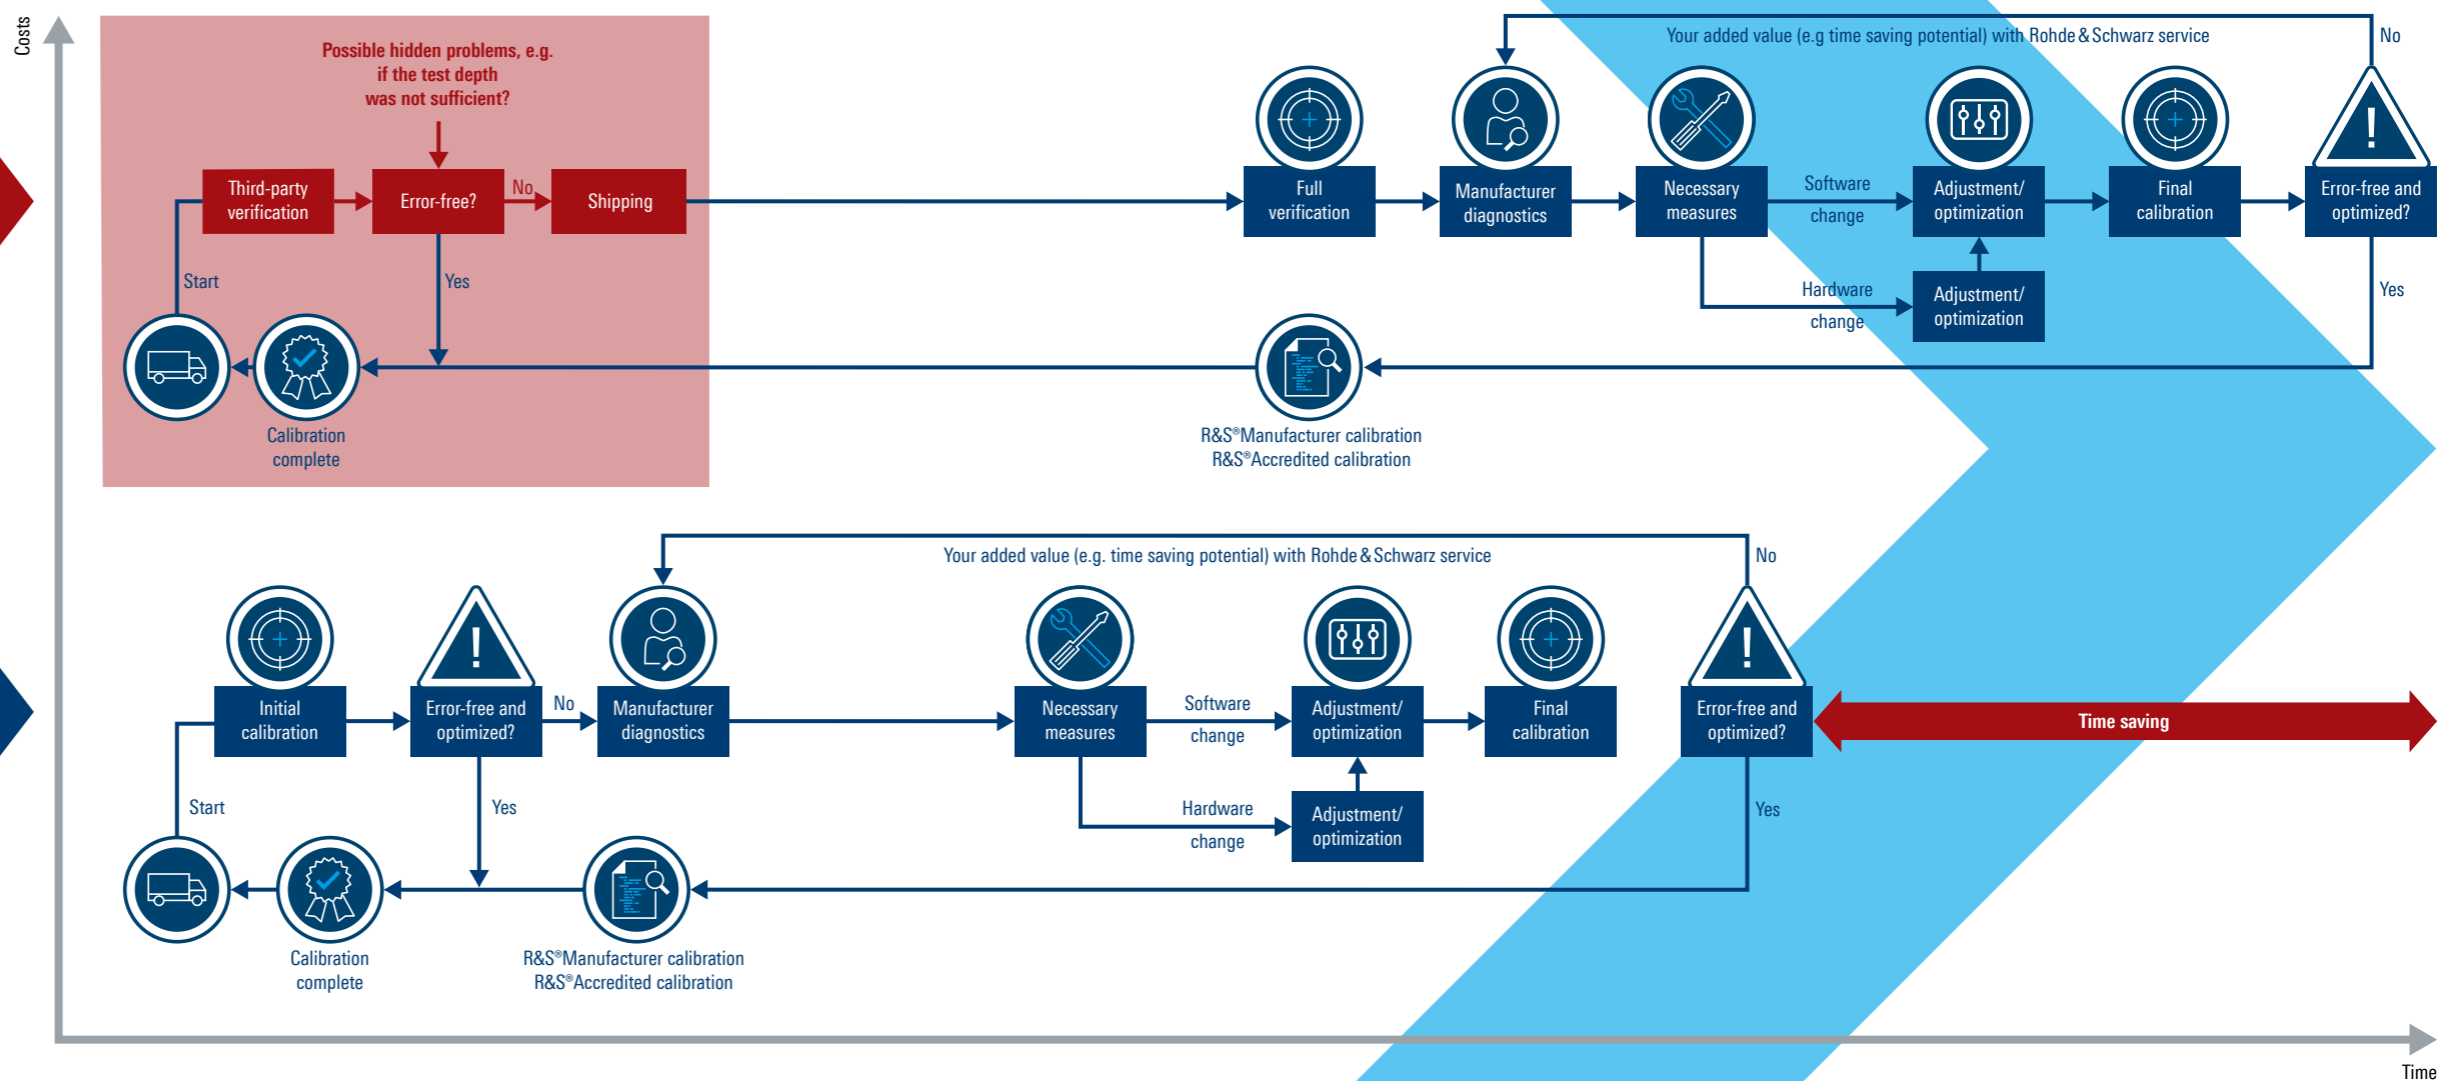 Costs
Possible hidden problems, e.g.
if the test depth
was not sufficient?
Your added value (e.g time saving potential) with Rohde & Schwarz service
No
Third-party
verification
Error-free?
No
Shipping
Full
verification
Manufacturer
diagnostics
Necessary
measures
Software
change
Adjustment/
optimization
Final
calibration
Error-free and
optimized?
Start
Yes
Hardware
change
Adjustment/
optimization
Yes
Calibration
complete
R&S®Manufacturer calibration
R&S®Accredited calibration
Your added value (e.g. time saving potential) with Rohde & Schwarz service
No
Initial
calibration
Error-free and
optimized?
No
Manufacturer
diagnostics
Necessary
measures
Software
change
Adjustment/
optimization
Final
calibration
Error-free and
optimized?
Time saving
Start
Yes
Hardware
change
Adjustment/
optimization
Yes
Calibration
complete
R&S®Manufacturer calibration
R&S®Accredited calibration
Time